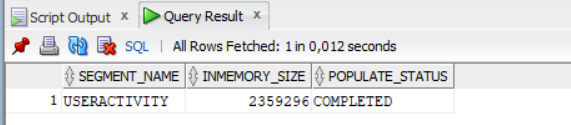 Script Output x Query Result x
SQL | All Rows Fetched: 1 in 0,012 seconds
SEGMENT_NAME INMEMORY_SIZE POPULATE_STATUS
1 USERACTIVITY 2359296 COMPLETED